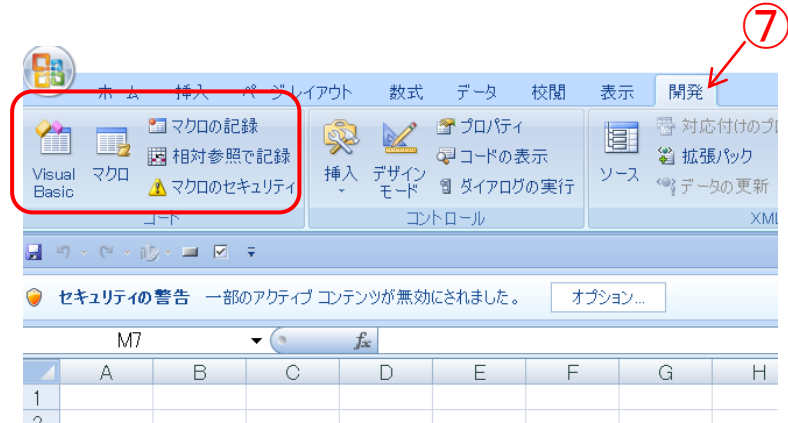 ⑦
ホーム 挿入 ページレイアウト 数式 データ 校閲 表示 開発
Visual Basic
マクロ
マクロの記録
相対参照で記録
マクロのセキュリティ
コード
挿入
デザイン モード
プロパティ
コードの表示
ダイアログの実行
コントロール
ソース
対応付けのプロ
拡張パック
データの更新
XML
セキュリティの警告 一部のアクティブ コンテンツが無効にされました。 オプション...
M7 fx
A B C D E F G H
1
2